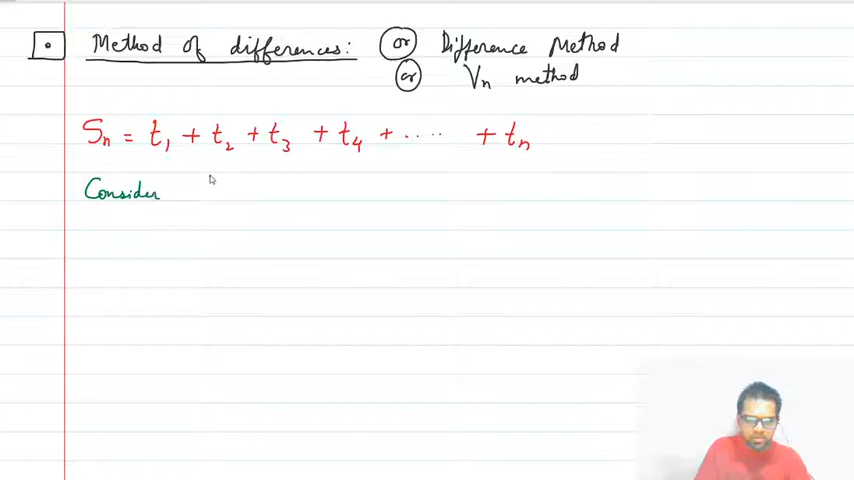 Method of differences: or Difference Method
or Vn method
Sn = t1 + t2 + t3 + t4 + ..... + tn
Consider